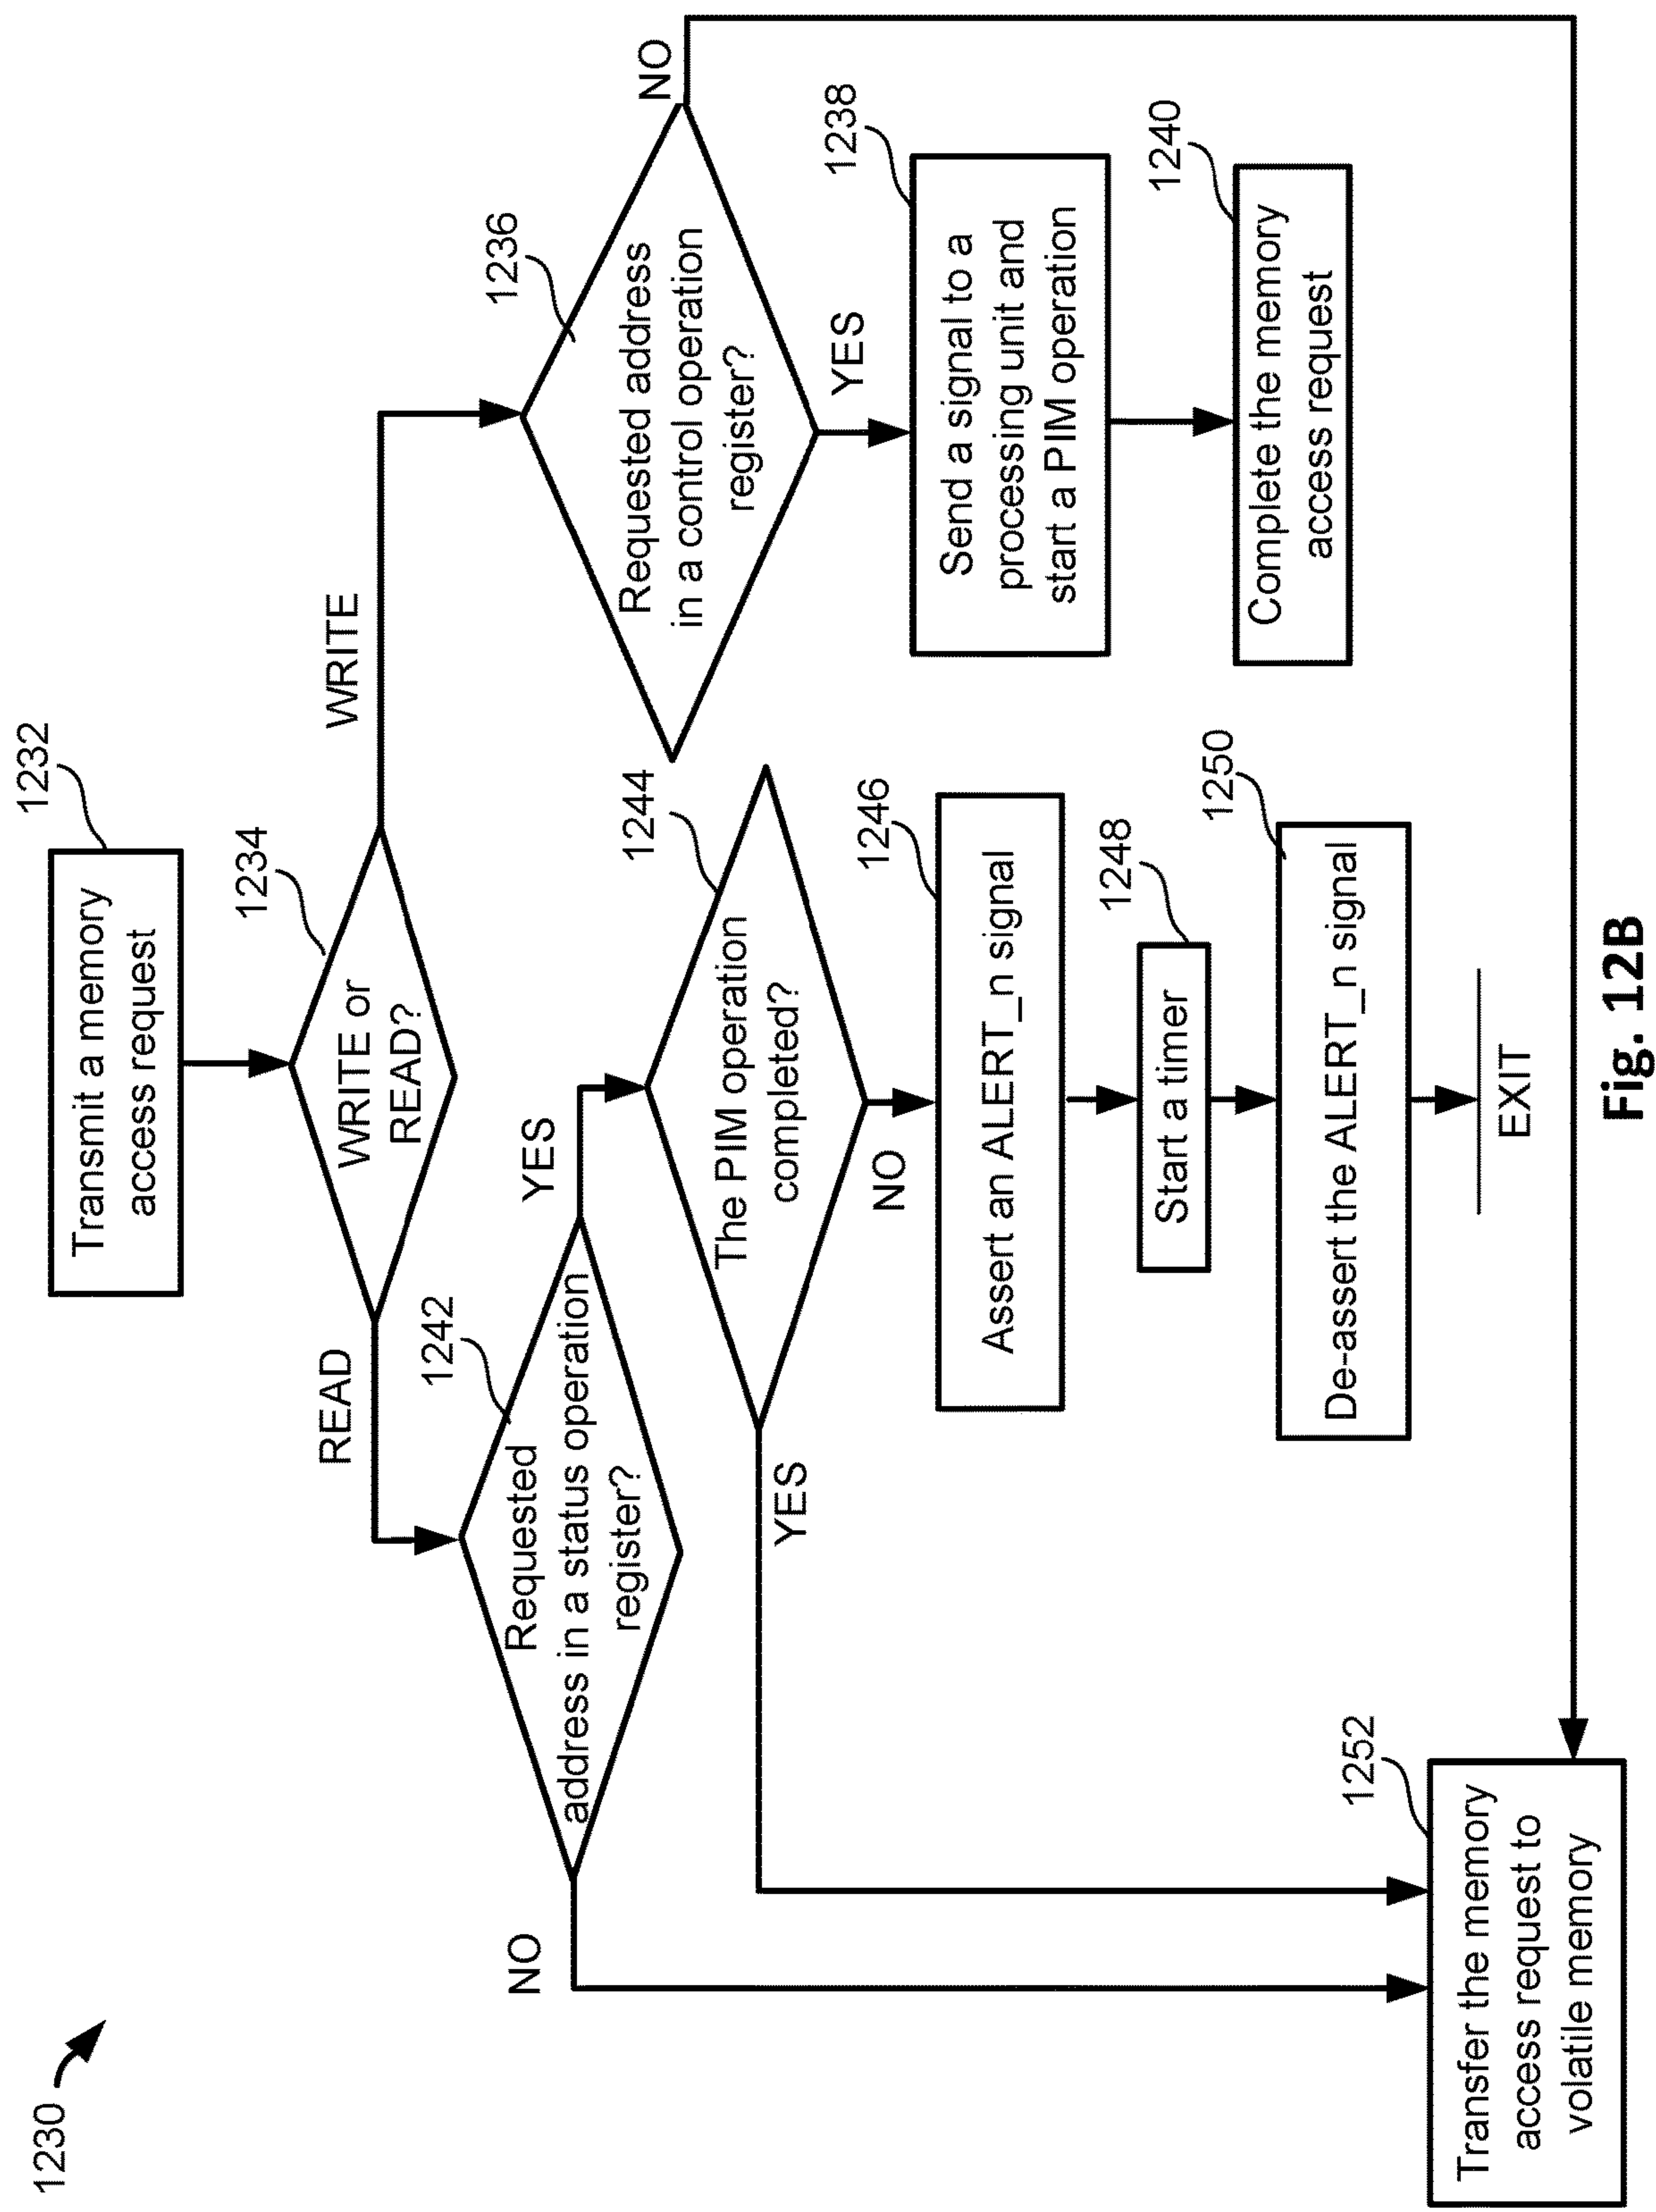 1230
1232
Transmit a memory
access request
1234
WRITE or
READ?
READ
WRITE
1242
Requested
address in a status operation
register?
YES
NO
1236
Requested address
in a control operation
register?
NO
YES
1244
The PIM operation
completed?
YES
NO
1238
Send a signal to a
processing unit and
start a PIM operation
1246
Assert an ALERT_n signal
1240
Complete the memory
access request
1248
Start a timer
1250
De-assert the ALERT_n signal
EXIT
1252
Transfer the memory
access request to
volatile memory
Fig. 12B